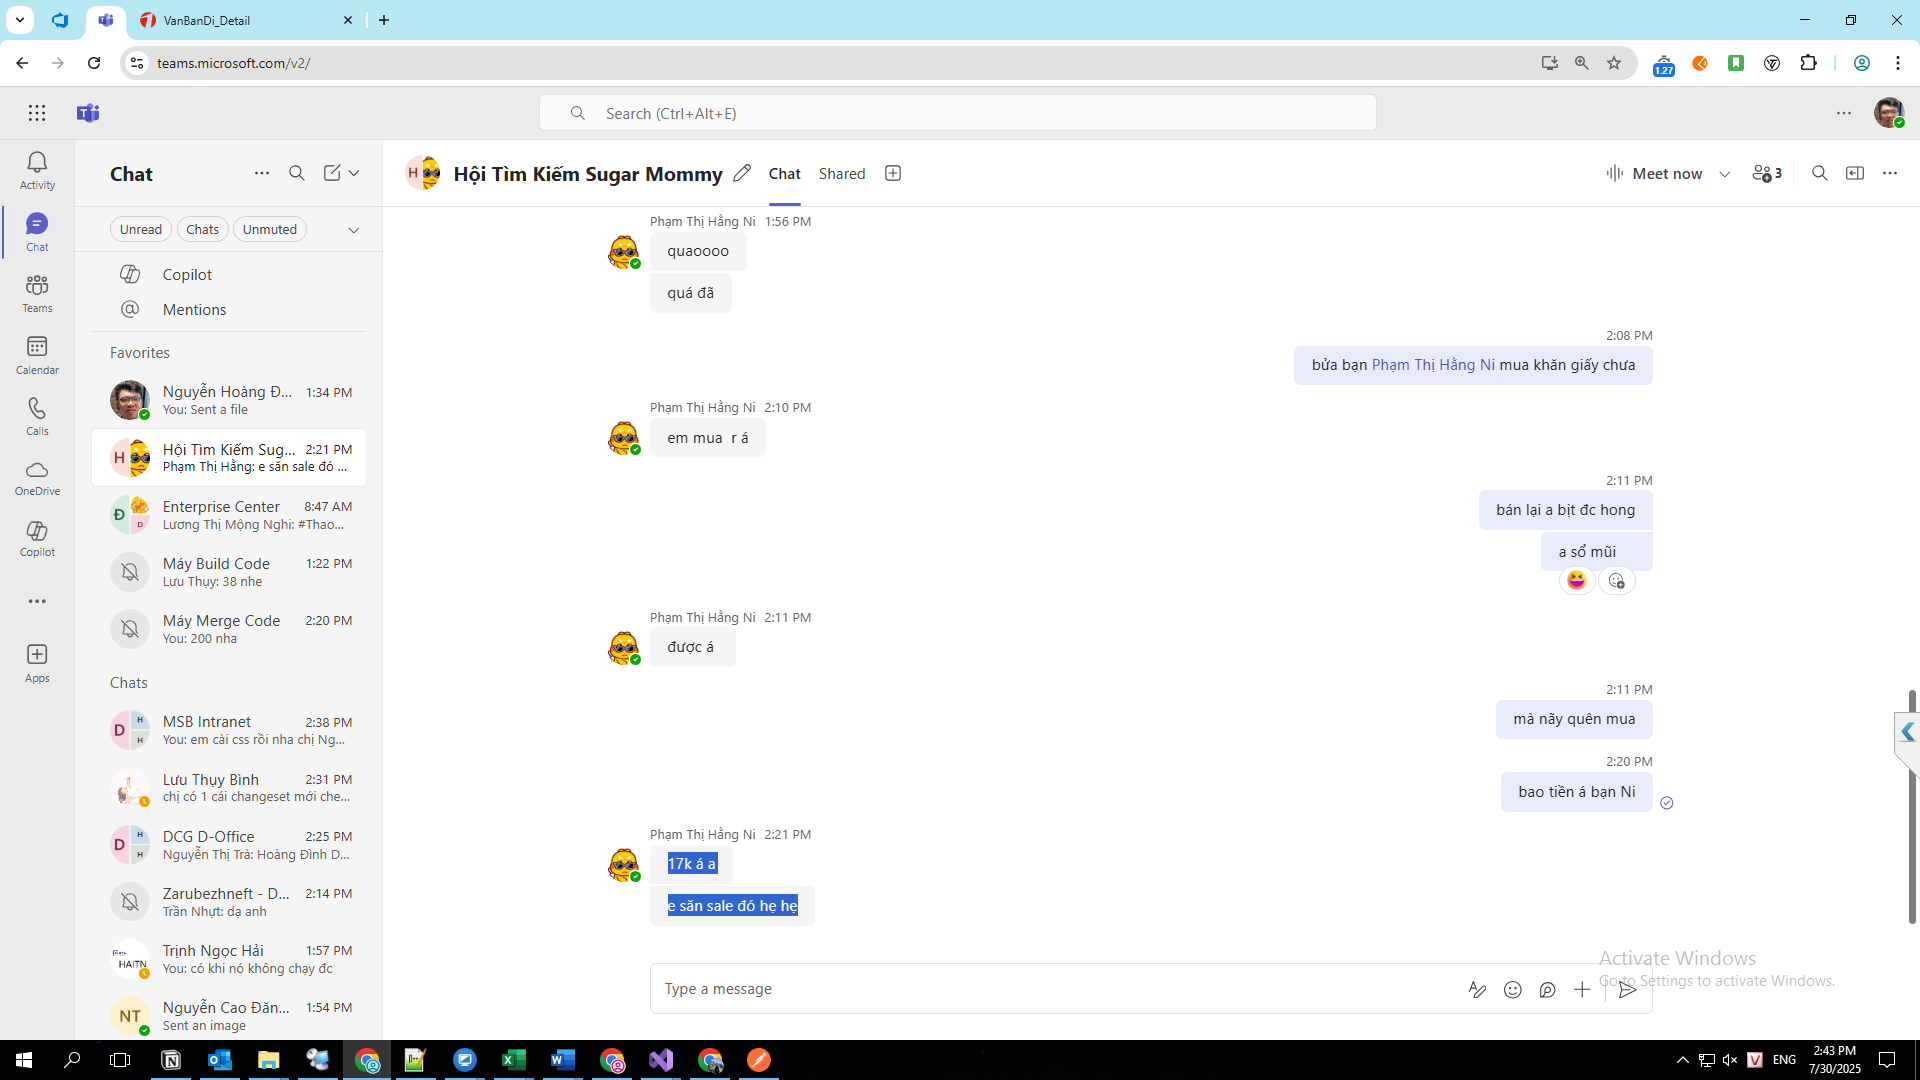 VanBanDi_Detail
teams.microsoft.com/v2/
1.27
Search (Ctrl+Alt+E)
Activity
Chat
Teams
Calendar
Calls
OneDrive
Copilot
Apps
Chat
Unread
Chats
Unmuted
Copilot
Mentions
Favorites
Nguyễn Hoàng Đ... 1:34 PM
You: Sent a file
H
Hội Tìm Kiếm Sug... 2:21 PM
Phạm Thị Hằng: e săn sale đó ...
Đ
D
Enterprise Center 8:47 AM
Lương Thị Mộng Nghi: #Thao...
Máy Build Code 1:22 PM
Lưu Thụy: 38 nhe
Máy Merge Code 2:20 PM
You: 200 nha
Chats
D H H
MSB Intranet 2:38 PM
You: em cài css rồi nha chị Ng...
Lưu Thụy Bình 2:31 PM
chị có 1 cái changeset mới che...
D H H
DCG D-Office 2:25 PM
Nguyễn Thị Trà: Hoàng Đình D...
Zarubezhneft - D... 2:14 PM
Trần Nhựt: dạ anh
HAITN
Trịnh Ngọc Hải 1:57 PM
You: có khi nó không chạy đc
NT
Nguyễn Cao Đăn... 1:54 PM
Sent an image
H
Hội Tìm Kiếm Sugar Mommy
Chat
Shared
Meet now
3
Phạm Thị Hằng Ni 1:56 PM
quaoooo
quá đã
2:08 PM
bửa bạn Phạm Thị Hằng Ni mua khăn giấy chưa
Phạm Thị Hằng Ni 2:10 PM
em mua r á
2:11 PM
bán lại a bịt đc hong
a sổ mũi
Phạm Thị Hằng Ni 2:11 PM
được á
2:11 PM
mà nãy quên mua
2:20 PM
bao tiền á bạn Ni
Phạm Thị Hằng Ni 2:21 PM
17k á a
e săn sale đó hẹ hẹ
Type a message
Activate Windows
Go to Settings to activate Windows.
ENG
2:43 PM
7/30/2025